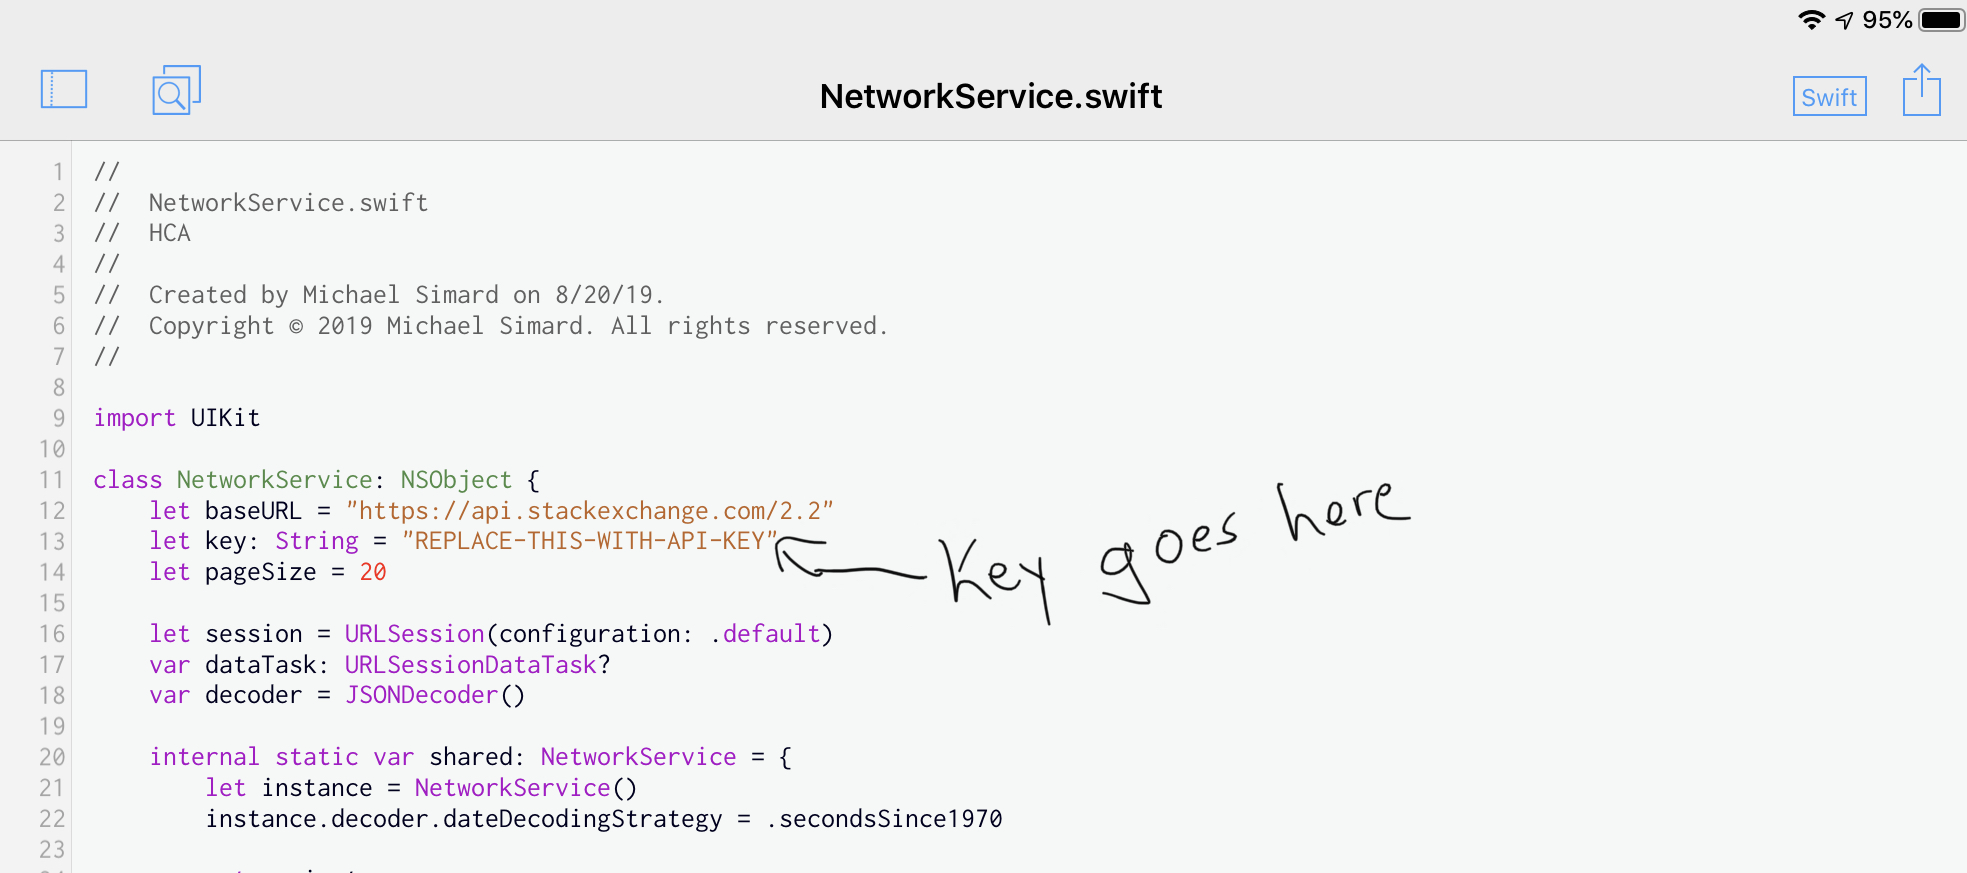 95%
NetworkService.swift
Swift
1 //
2 //  NetworkService.swift
3 //  HCA
4 //
5 //  Created by Michael Simard on 8/20/19.
6 //  Copyright © 2019 Michael Simard. All rights reserved.
7 //
8
9 import UIKit
10
11 class NetworkService: NSObject {
12     let baseURL = "https://api.stackexchange.com/2.2"
13     let key: String = "REPLACE-THIS-WITH-API-KEY"
Key goes here
14     let pageSize = 20
15
16     let session = URLSession(configuration: .default)
17     var dataTask: URLSessionDataTask?
18     var decoder = JSONDecoder()
19
20     internal static var shared: NetworkService = {
21         let instance = NetworkService()
22         instance.decoder.dateDecodingStrategy = .secondsSince1970
23